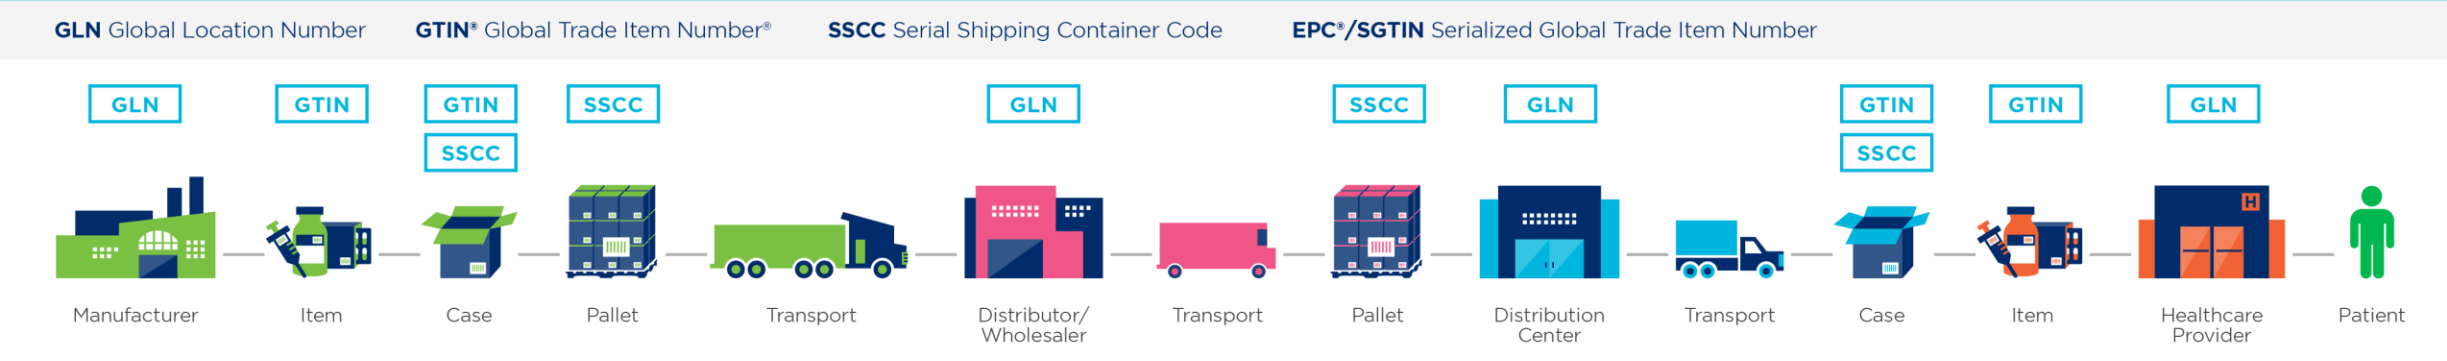 GLN Global Location Number GTIN® Global Trade Item Number® SSCC Serial Shipping Container Code EPC®/SGTIN Serialized Global Trade Item Number
GLN GTIN GTIN SSCC GLN SSCC GLN GTIN GTIN GLN
SSCC SSCC
H
Manufacturer Item Case Pallet Transport Distributor/ Transport Pallet Distribution Transport Case Item Healthcare Patient
Wholesaler Center Provider